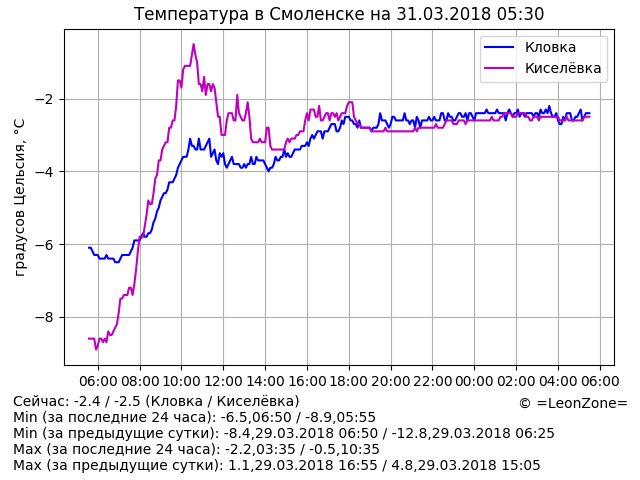 Температура в Смоленске на 31.03.2018 05:30
Кловка
Киселёвка
градусов Цельсия, °C
−2
−4
−6
−8
06:00 08:00 10:00 12:00 14:00 16:00 18:00 20:00 22:00 00:00 02:00 04:00 06:00
Сейчас: -2.4 / -2.5 (Кловка / Киселёвка)
© =LeonZone=
Min (за последние 24 часа): -6.5,06:50 / -8.9,05:55
Min (за предыдущие сутки): -8.4,29.03.2018 06:50 / -12.8,29.03.2018 06:25
Max (за последние 24 часа): -2.2,03:35 / -0.5,10:35
Max (за предыдущие сутки): 1.1,29.03.2018 16:55 / 4.8,29.03.2018 15:05